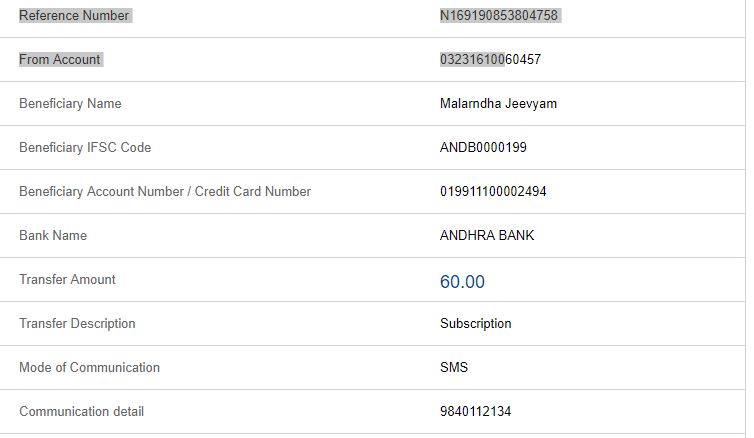 Reference Number N169190853804758
From Account 03231610060457
Beneficiary Name Malarndha Jeevyam
Beneficiary IFSC Code ANDB0000199
Beneficiary Account Number / Credit Card Number 019911100002494
Bank Name ANDHRA BANK
Transfer Amount 60.00
Transfer Description Subscription
Mode of Communication SMS
Communication detail 9840112134